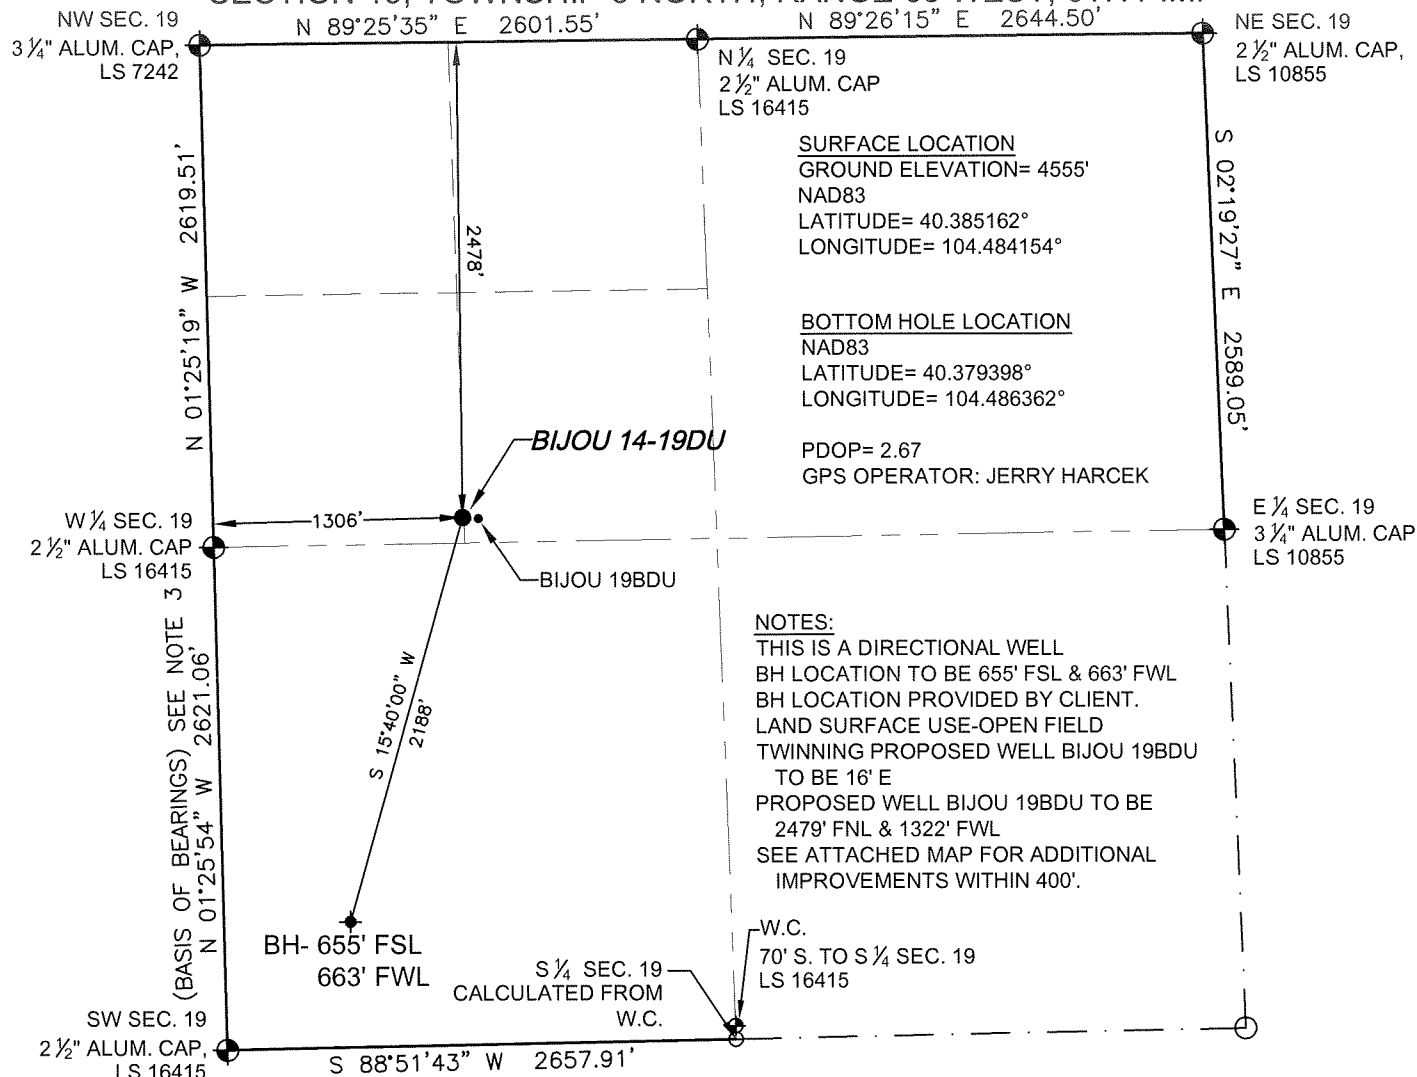 N 89°25'35" E 2601.55'
N 89°26'15" E 2644.50'
NW SEC. 19
3 ¼" ALUM. CAP,
LS 7242
N ¼ SEC. 19
2 ½" ALUM. CAP
LS 16415
NE SEC. 19
2 ½" ALUM. CAP,
LS 10855
N 01°25'19" W 2619.51'
2478'
S 02°19'27" E 2589.05'
SURFACE LOCATION
GROUND ELEVATION= 4555'
NAD83
LATITUDE= 40.385162°
LONGITUDE= 104.484154°
BOTTOM HOLE LOCATION
NAD83
LATITUDE= 40.379398°
LONGITUDE= 104.486362°
PDOP= 2.67
GPS OPERATOR: JERRY HARCEK
BIJOU 14-19DU
1306'
BIJOU 19BDU
W ¼ SEC. 19
2 ½" ALUM. CAP
LS 16415
E ¼ SEC. 19
3 ¼" ALUM. CAP
LS 10855
(BASIS OF BEARINGS) SEE NOTE 3
N 01°25'54" W 2621.06'
S 15°40'00" W
2188'
NOTES:
THIS IS A DIRECTIONAL WELL
BH LOCATION TO BE 655' FSL & 663' FWL
BH LOCATION PROVIDED BY CLIENT.
LAND SURFACE USE-OPEN FIELD
TWINNING PROPOSED WELL BIJOU 19BDU
TO BE 16' E
PROPOSED WELL BIJOU 19BDU TO BE
2479' FNL & 1322' FWL
SEE ATTACHED MAP FOR ADDITIONAL
IMPROVEMENTS WITHIN 400'.
BH- 655' FSL
663' FWL
S ¼ SEC. 19
CALCULATED FROM
W.C.
W.C.
70' S. TO S ¼ SEC. 19
LS 16415
SW SEC. 19
2 ½" ALUM. CAP,
LS 16415
S 88°51'43" W 2657.91'